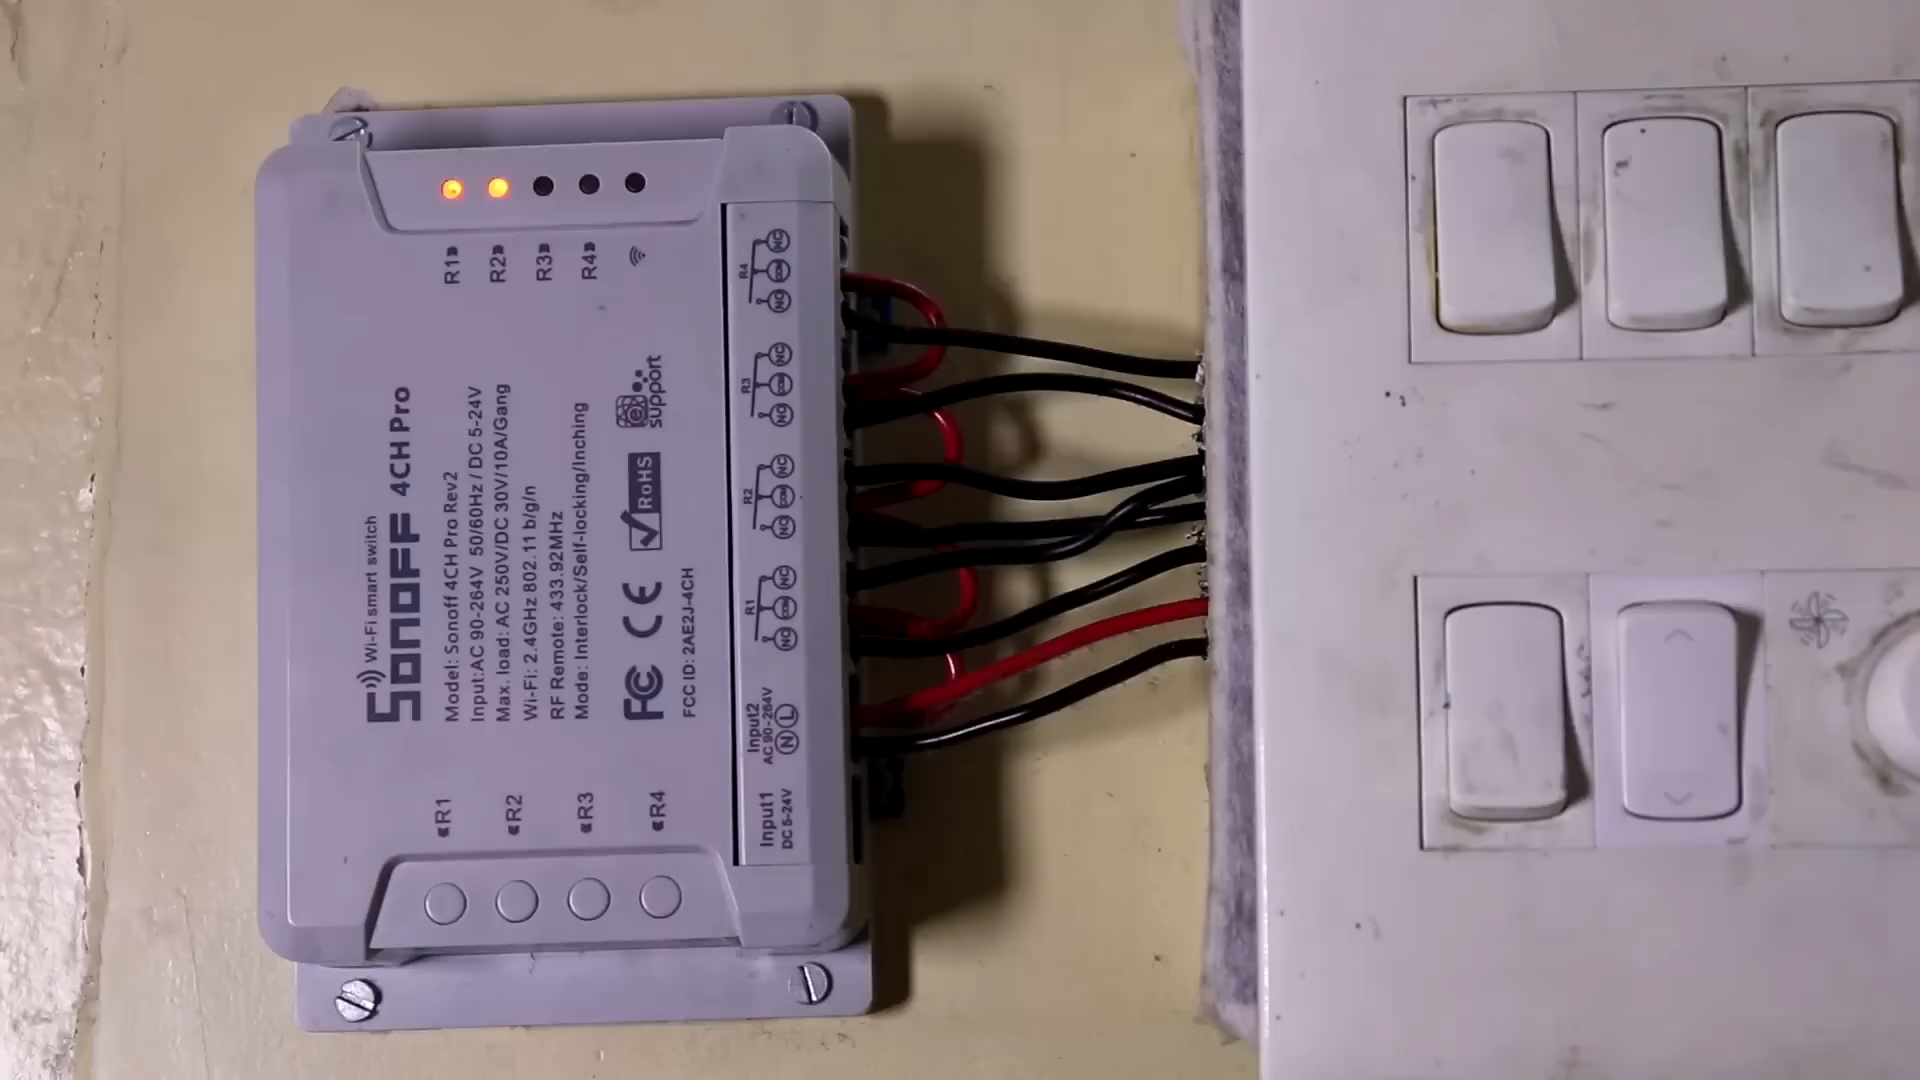 Wi-Fi smart switch
SONOFF 4CH Pro
Model: Sonoff 4CH Pro Rev2
Input:AC 90-264V 50/60Hz / DC 5-24V
Max. load: AC 250V/DC 30V/10A/Gang
Wi-Fi: 2.4GHz 802.11 b/g/n
RF Remote: 433.92MHz
Mode: Interlock/Self-locking/Inching
FC CE RoHS
e support
FCC ID: 2AE2J-4CH
R1
R2
R3
R4
R1
R2
R3
R4
Input1
DC 5-24V
Input2
AC 90-264V
N L
R1
NO COM NC
R2
NO COM NC
R3
NO COM NC
R4
NO COM NC